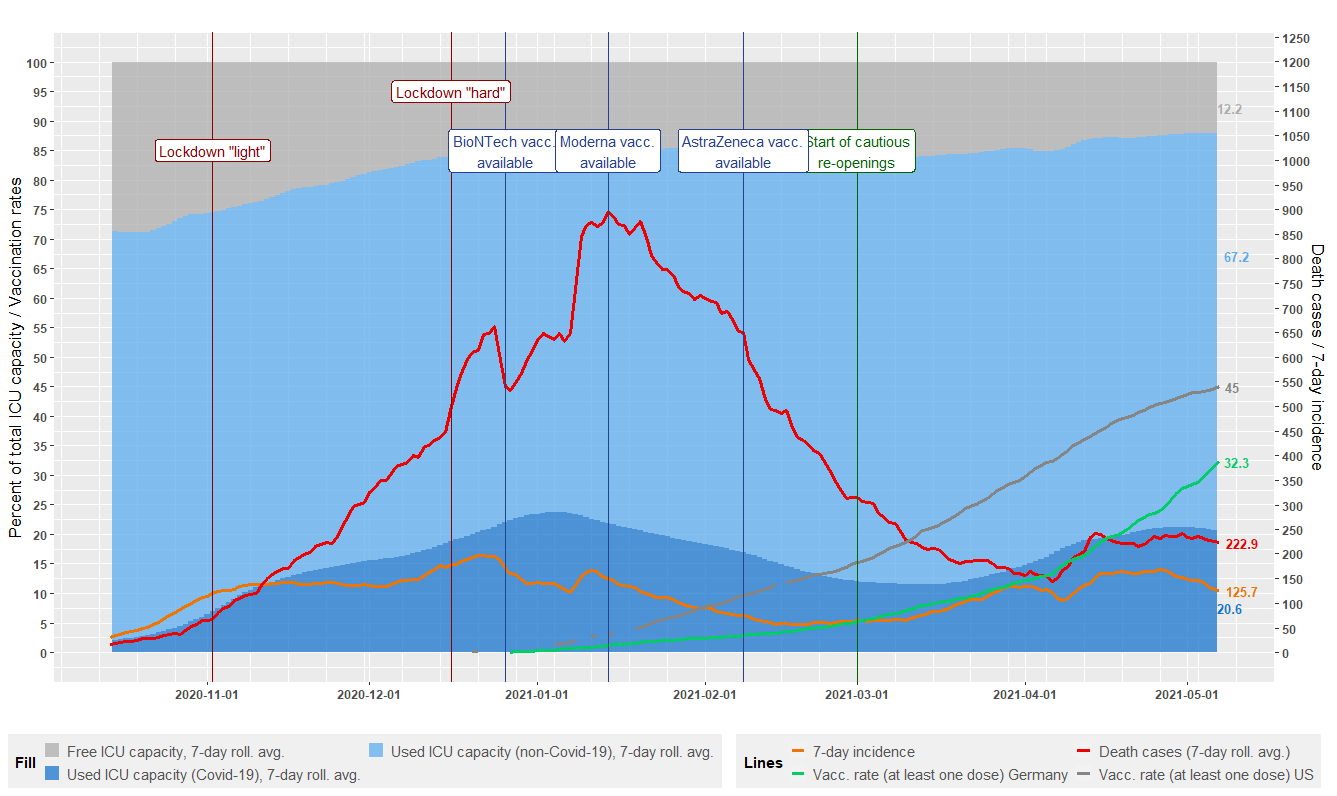 Percent of total ICU capacity / Vaccination rates
100
95
90
85
80
75
70
65
60
55
50
45
40
35
30
25
20
15
10
5
0
Lockdown "light"
Lockdown "hard"
BioNTech vacc.
available
Moderna vacc.
available
AstraZeneca vacc.
available
Start of cautious
re-openings
12.2
67.2
45
32.3
222.9
125.7
20.6
1250
1200
1150
1100
1050
1000
950
900
850
800
750
700
650
600
550
500
450
400
350
300
250
200
150
100
50
0
Death cases / 7-day incidence
2020-11-01
2020-12-01
2021-01-01
2021-02-01
2021-03-01
2021-04-01
2021-05-01
Fill
Free ICU capacity, 7-day roll. avg.
Used ICU capacity (non-Covid-19), 7-day roll. avg.
Used ICU capacity (Covid-19), 7-day roll. avg.
Lines
7-day incidence
Death cases (7-day roll. avg.)
Vacc. rate (at least one dose) Germany
Vacc. rate (at least one dose) US